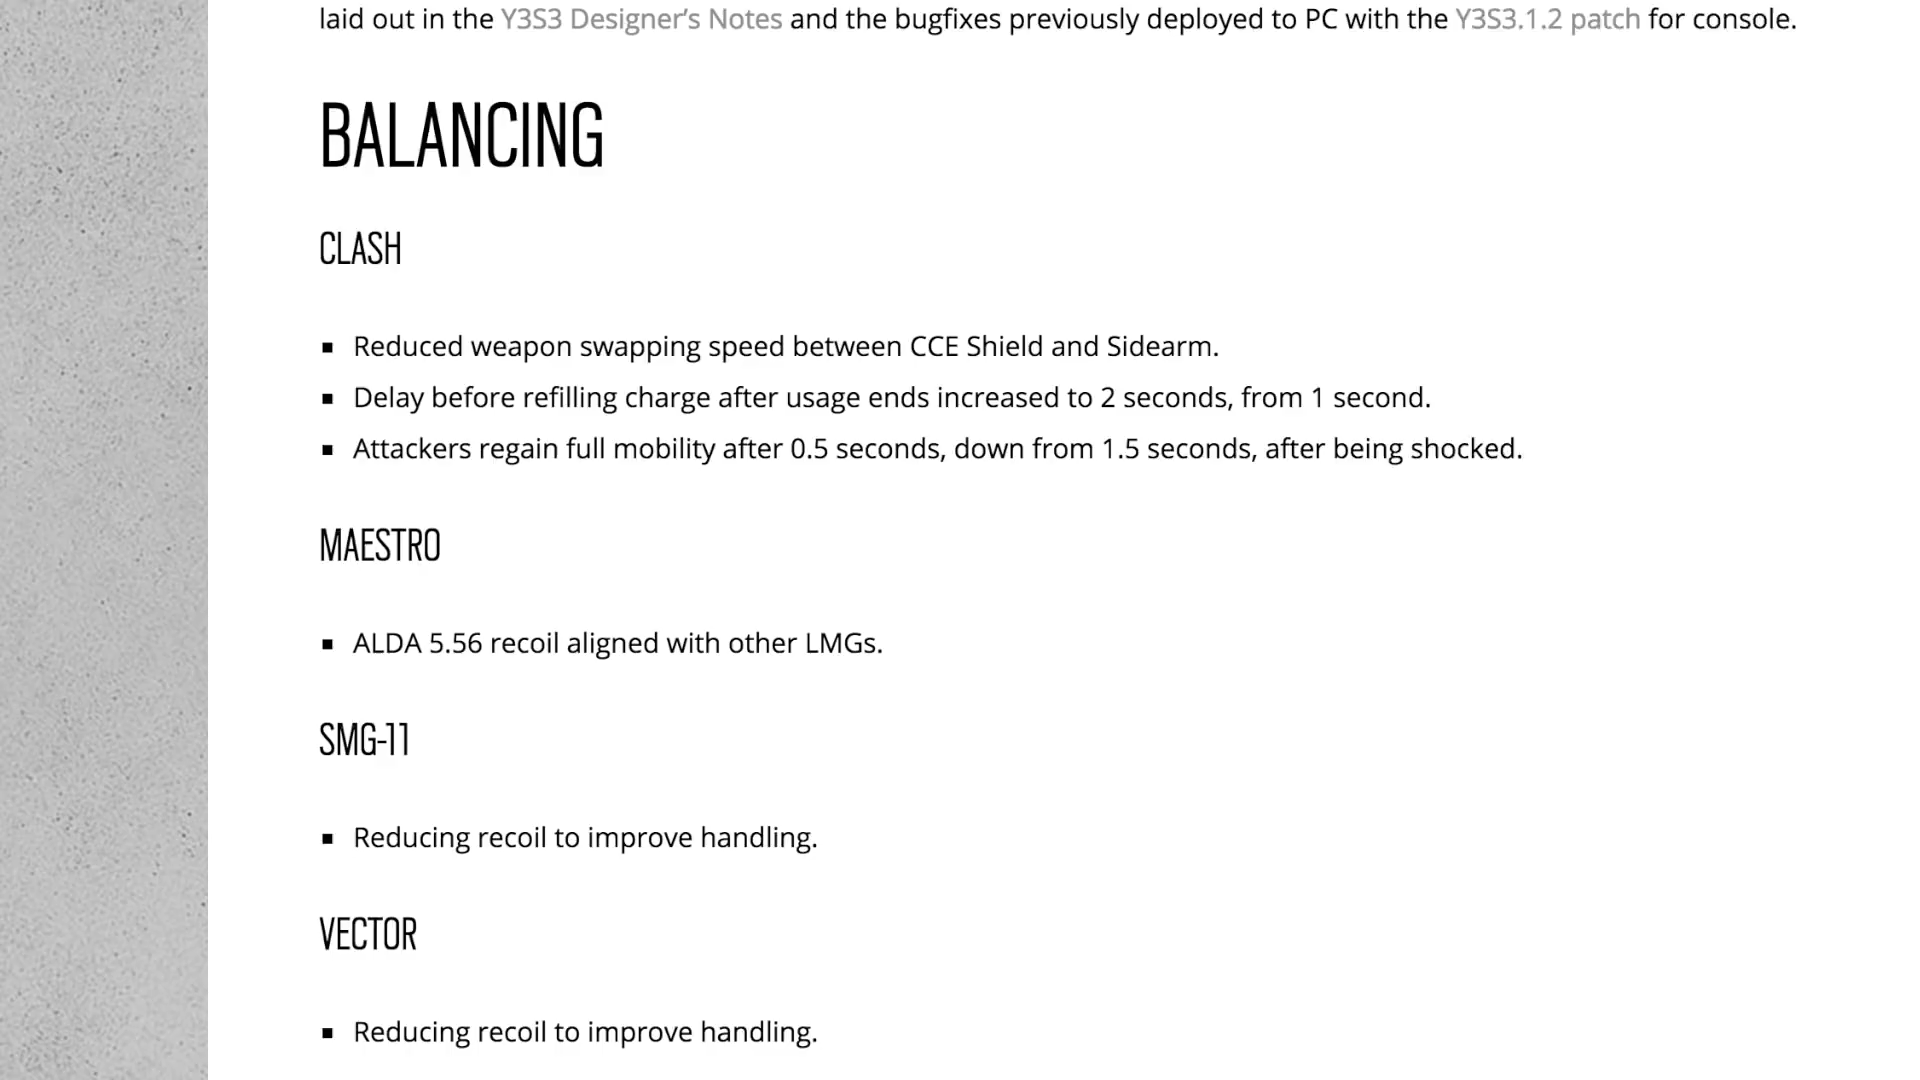 laid out in the Y3S3 Designer’s Notes and the bugfixes previously deployed to PC with the Y3S3.1.2 patch for console.
BALANCING
CLASH
▪ Reduced weapon swapping speed between CCE Shield and Sidearm.
▪ Delay before refilling charge after usage ends increased to 2 seconds, from 1 second.
▪ Attackers regain full mobility after 0.5 seconds, down from 1.5 seconds, after being shocked.
MAESTRO
▪ ALDA 5.56 recoil aligned with other LMGs.
SMG-11
▪ Reducing recoil to improve handling.
VECTOR
▪ Reducing recoil to improve handling.